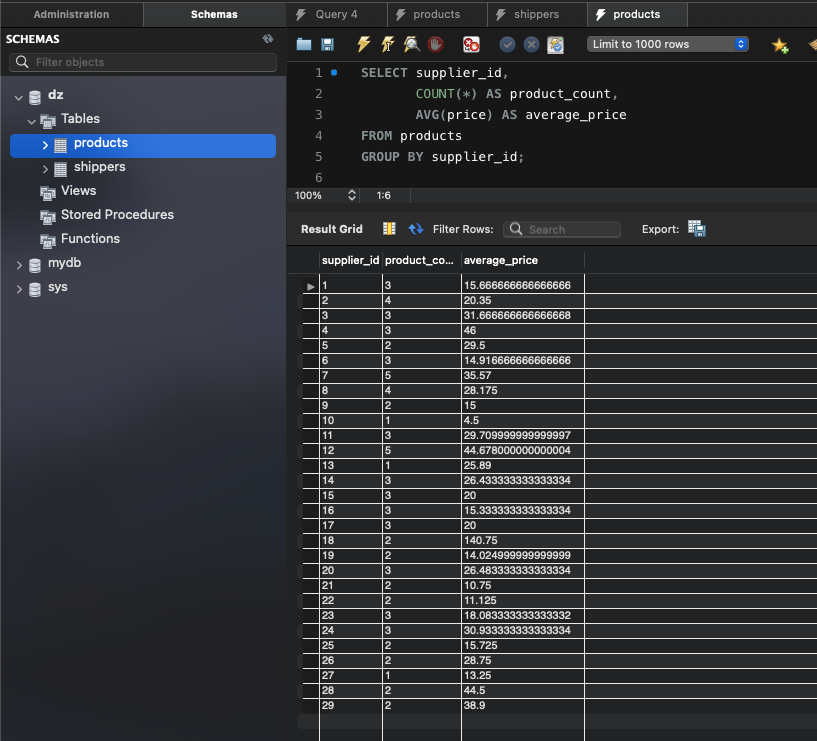 Administration Schemas Query 4 products shippers products
SCHEMAS
Filter objects
dz
Tables
products
shippers
Views
Stored Procedures
Functions
mydb
sys
Limit to 1000 rows
1 SELECT supplier_id,
2 COUNT(*) AS product_count,
3 AVG(price) AS average_price
4 FROM products
5 GROUP BY supplier_id;
6
100% 1:6
Result Grid Filter Rows: Search Export:
supplier_id product_co... average_price
1 3 15.666666666666666
2 4 20.35
3 3 31.666666666666668
4 3 46
5 2 29.5
6 3 14.916666666666666
7 5 35.57
8 4 28.175
9 2 15
10 1 4.5
11 3 29.709999999999997
12 5 44.678000000000004
13 1 25.89
14 3 26.433333333333334
15 3 20
16 3 15.333333333333334
17 3 20
18 2 140.75
19 2 14.024999999999999
20 3 26.483333333333334
21 2 10.75
22 2 11.125
23 3 18.083333333333332
24 3 30.933333333333334
25 2 15.725
26 2 28.75
27 1 13.25
28 2 44.5
29 2 38.9